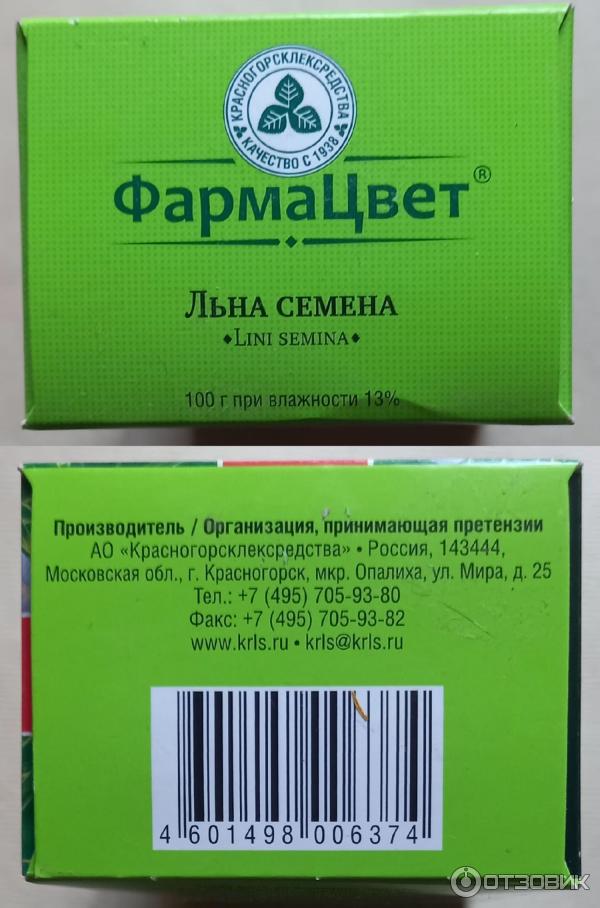 КРАСНОГОРСКЛЕКСРЕДСТВА
КАЧЕСТВО С 1938
ФармаЦвет®
ЛЬНА СЕМЕНА
LINI SEMINA
100 г при влажности 13%
Производитель / Организация, принимающая претензии
АО «Красногорсклексредства» • Россия, 143444,
Московская обл., г. Красногорск, мкр. Опалиха, ул. Мира, д. 25
Тел.: +7 (495) 705-93-80
Факс: +7 (495) 705-93-82
www.krls.ru • krls@krls.ru
4 601498 006374
ОТЗОВИК